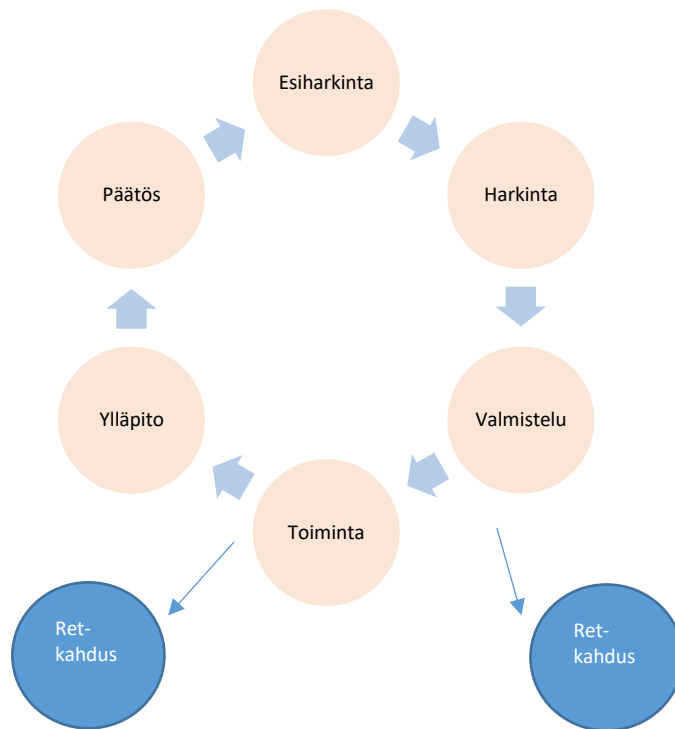 Esiharkinta
Päätös
Harkinta
Ylläpito
Valmistelu
Toiminta
Ret-
kahdus
Ret-
kahdus